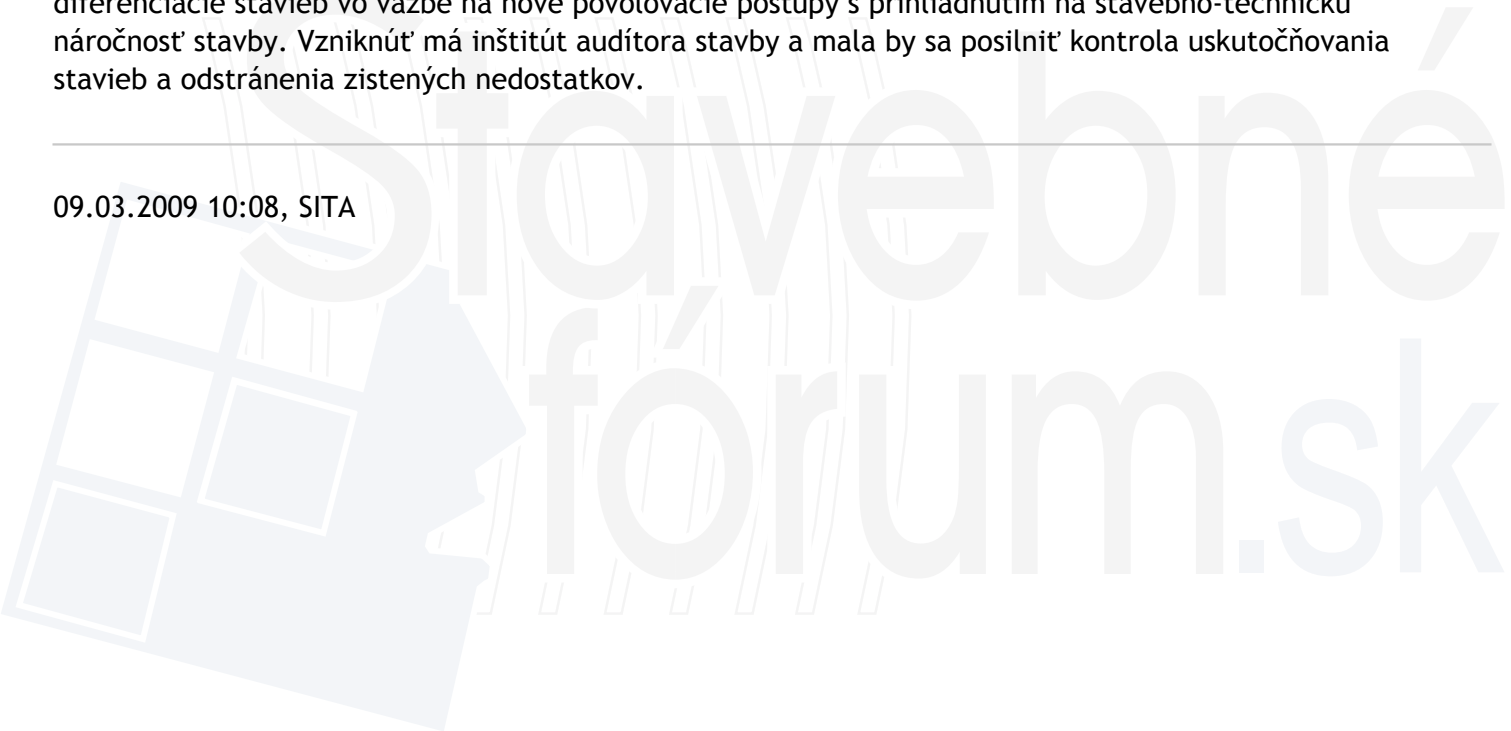 diferenciácie stavieb vo väzbe na nové povoľovacie postupy s prihliadnutím na stavebno-technickú
náročnosť stavby. Vzniknúť má inštitút audítora stavby a mala by sa posilniť kontrola uskutočňovania
stavieb a odstránenia zistených nedostatkov.
09.03.2009 10:08, SITA
Stavebné
fórum.sk